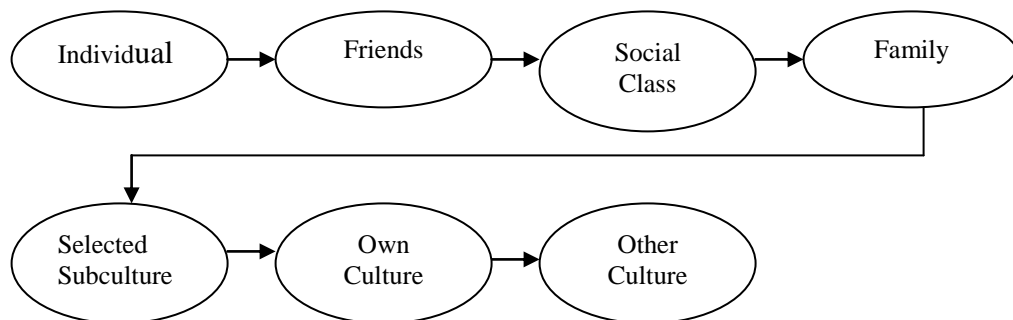 Individual
Friends
Social
Class
Family
Selected
Subculture
Own
Culture
Other
Culture